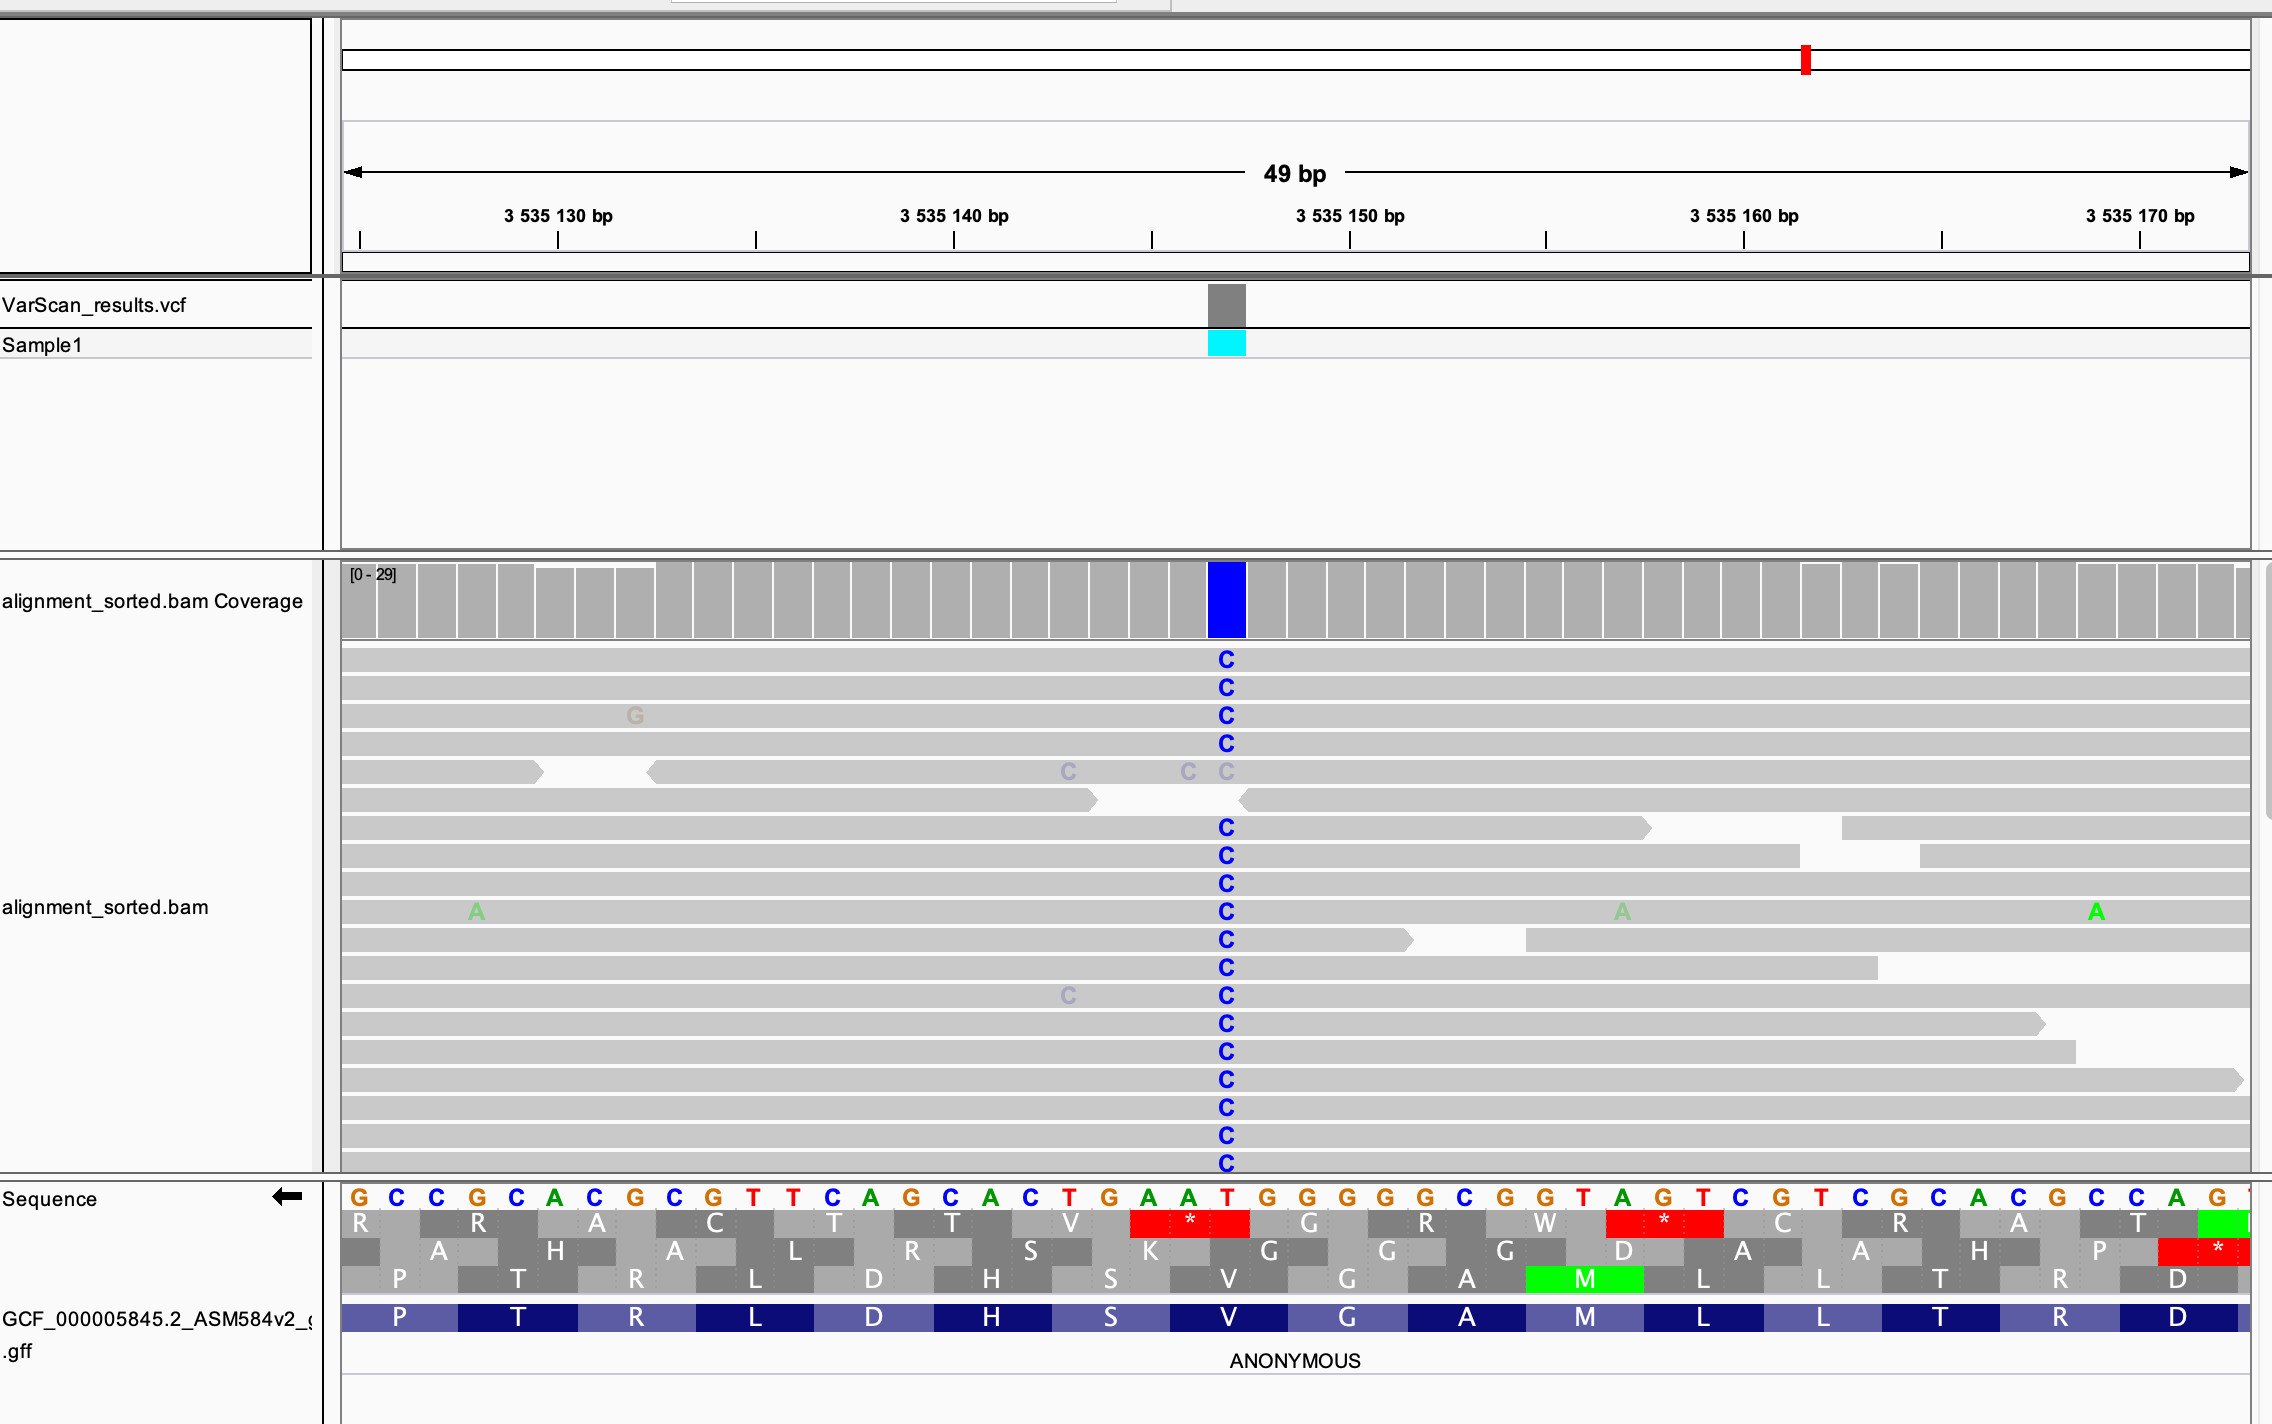 49 bp
3 535 130 bp 3 535 140 bp 3 535 150 bp 3 535 160 bp 3 535 170 bp
VarScan_results.vcf
Sample1
[0 - 29]
alignment_sorted.bam Coverage
C
C
G C
C
C C C
C
C
C
alignment_sorted.bam A C A A
C
C
C C
C
C
C
C
C
C
Sequence G C C G C A C G C G T T C A G C A C T G A A T G G G G G C G G T A G T C G T C G C A C G C C A G
R R A C T T V * G R W * C R A T
A H A L R S K G G G D A A H P *
P T R L D H S V G A M L L T R D
GCF_000005845.2_ASM584v2_g P T R L D H S V G A M L L T R D
.gff
ANONYMOUS